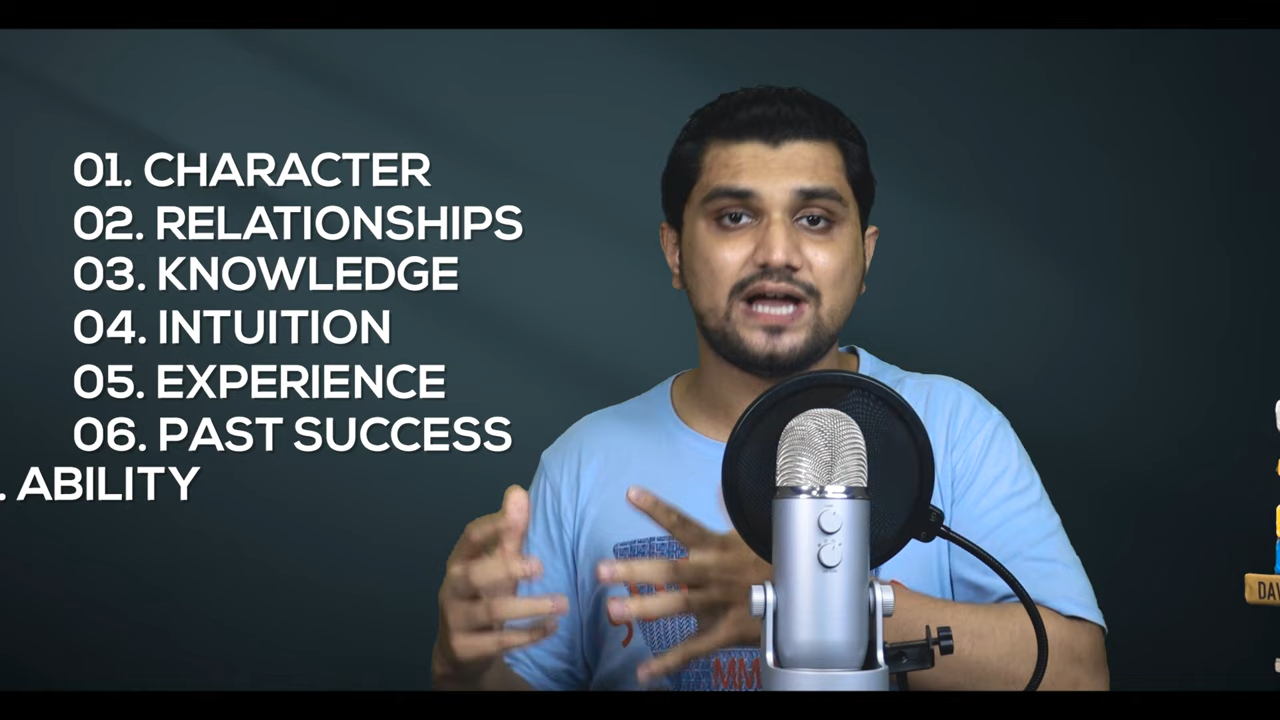 01. CHARACTER
02. RELATIONSHIPS
03. KNOWLEDGE
04. INTUITION
05. EXPERIENCE
06. PAST SUCCESS
. ABILITY